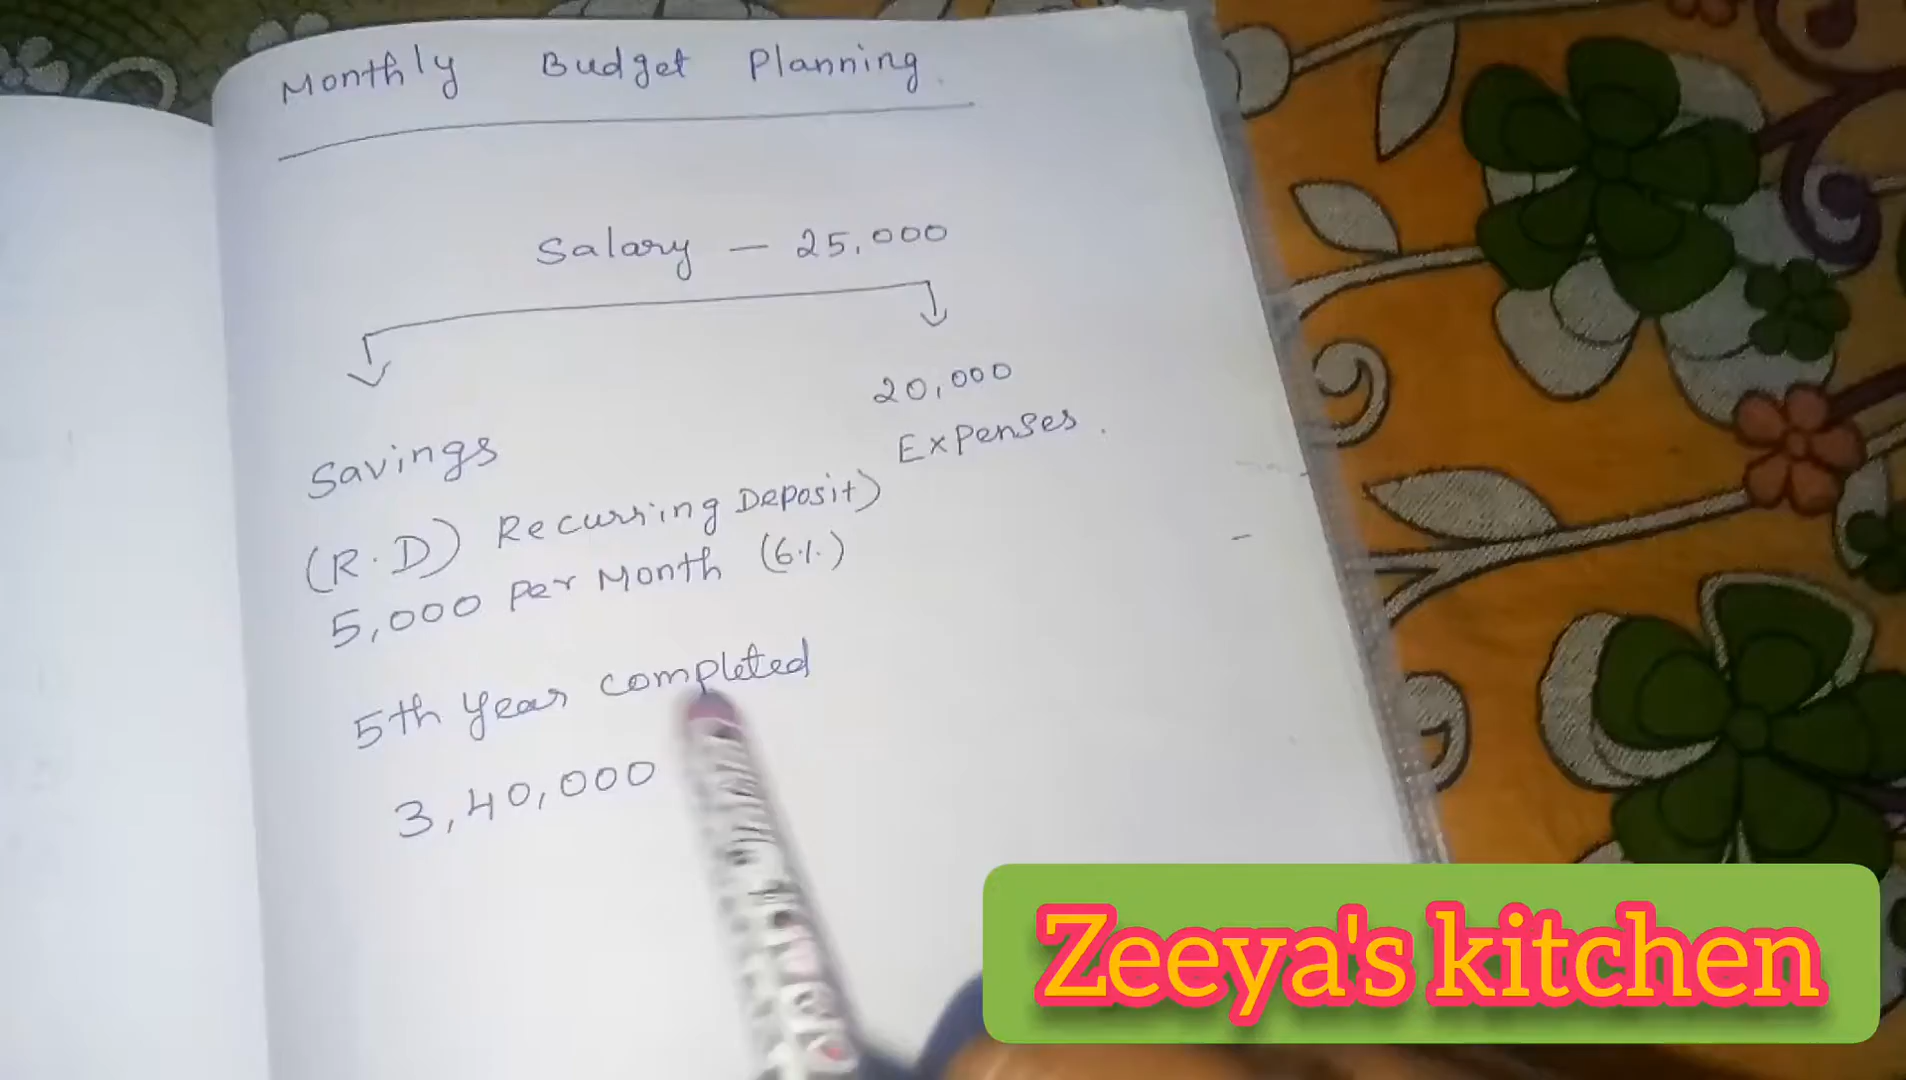 Monthly Budget Planning
Salary — 25,000
20,000
Expenses.
Savings
(R.D) Recurring Deposit)
5,000 per Month (6%)
5th Year completed
3,40,000
Zeeya's kitchen